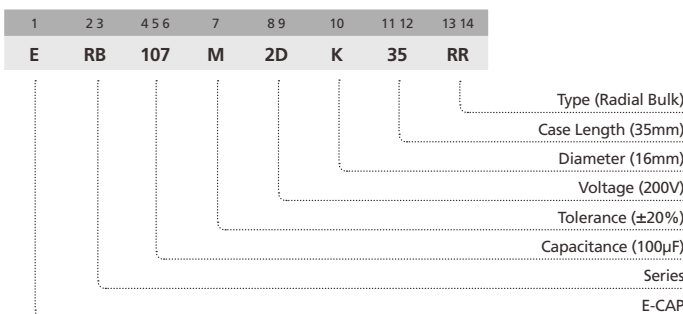 1 2 3 4 5 6 7 8 9 10 11 12 13 14
E RB 107 M 2D K 35 RR
Type (Radial Bulk)
Case Length (35mm)
Diameter (16mm)
Voltage (200V)
Tolerance (±20%)
Capacitance (100µF)
Series
E-CAP